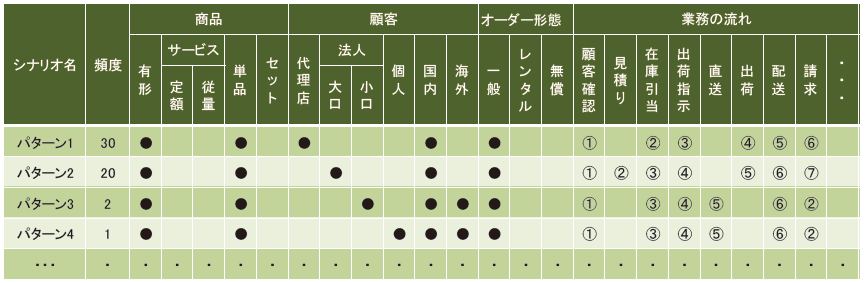 商品 顧客 オーダー形態 業務の流れ
シナリオ名 頻度 有形 サービス 定額 従量 単品 セット 代理店 法人 大口 小口 個人 国内 海外 一般 レンタル 無償 顧客確認 見積り 在庫引当 出荷指示 直送 出荷 配送 請求 ・・・
パターン1 30 ● ● ● ● ● ① ② ③ ④ ⑤ ⑥
パターン2 20 ● ● ● ● ● ① ② ③ ④ ⑤ ⑥ ⑦
パターン3 2 ● ● ● ● ● ● ① ③ ④ ⑤ ⑥ ②
パターン4 1 ● ● ● ● ● ● ① ③ ④ ⑤ ⑥ ②
・・・ ・ ・ ・ ・ ・ ・ ・ ・ ・ ・ ・ ・ ・ ・ ・ ・ ・ ・ ・ ・ ・ ・ ・ ・